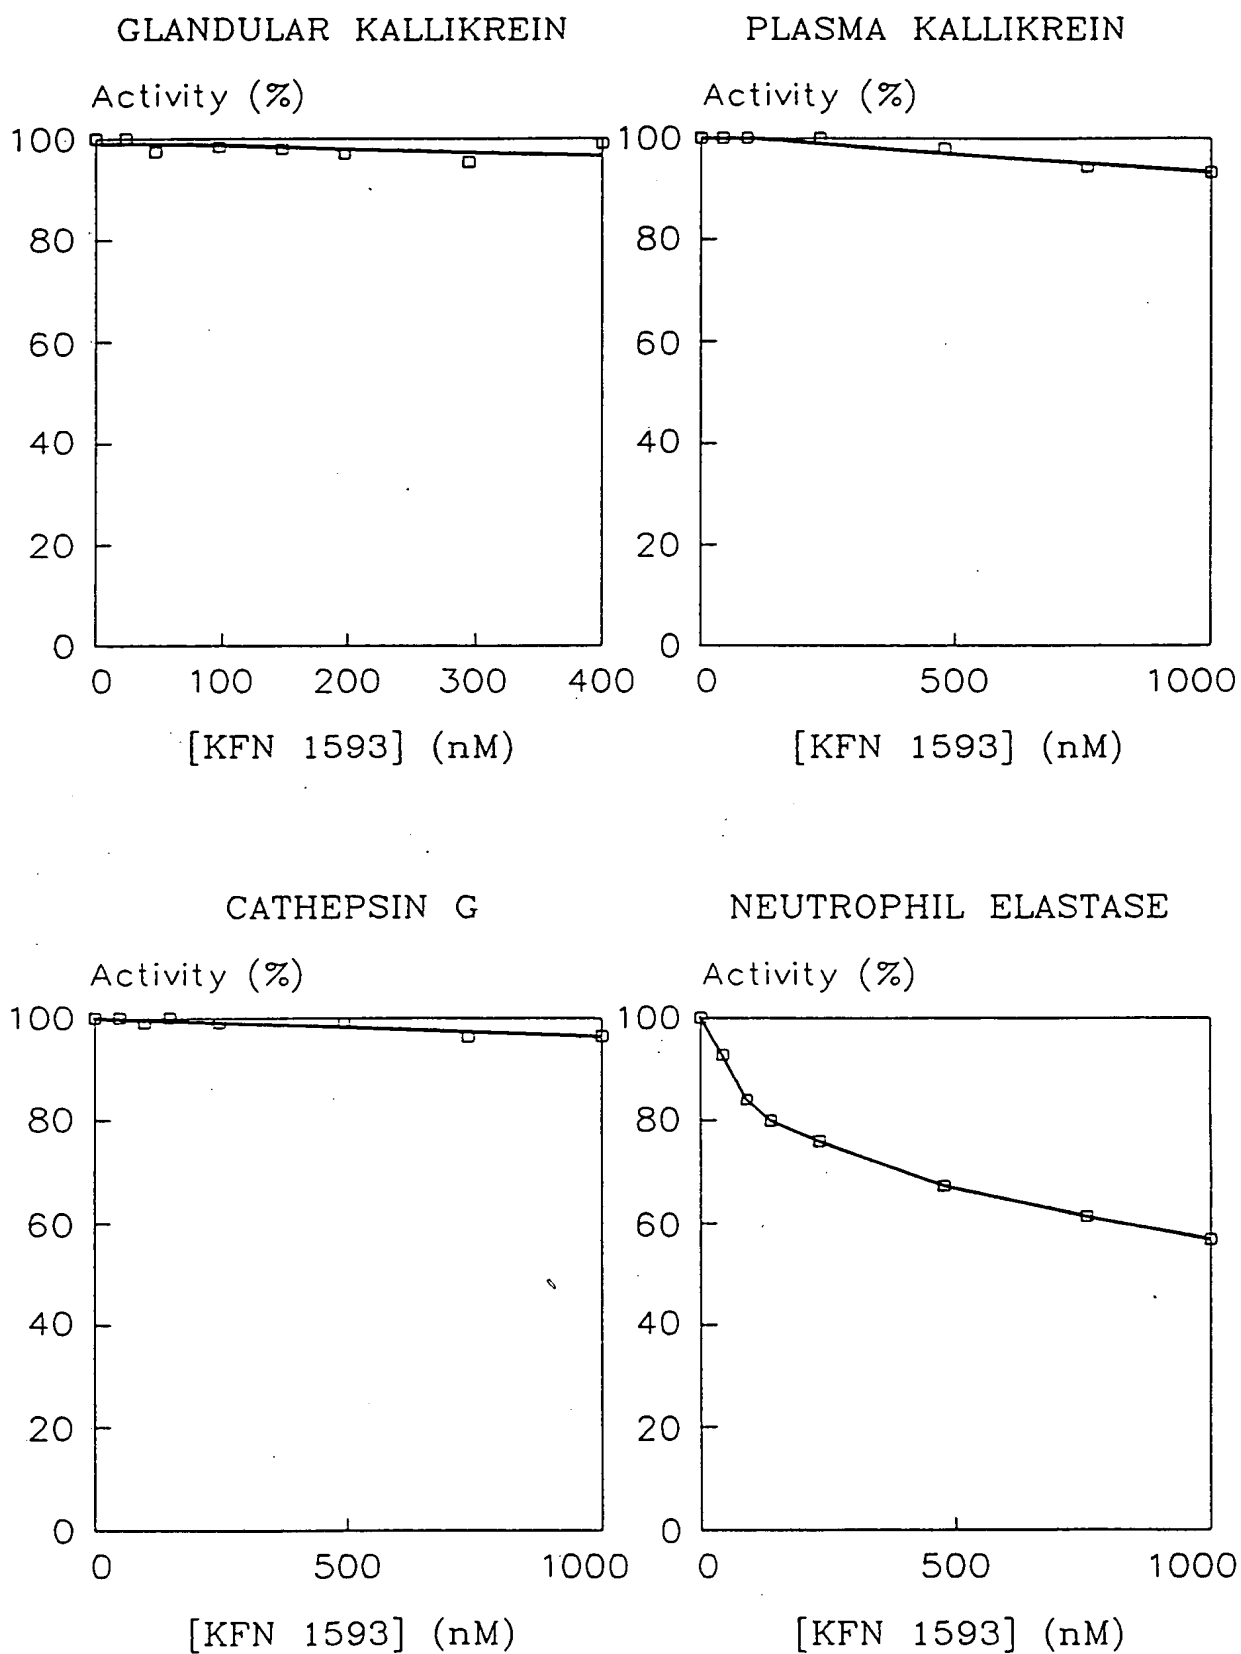 GLANDULAR KALLIKREIN
Activity (%)
100
80
60
40
20
0
0 100 200 300 400
[KFN 1593] (nM)
PLASMA KALLIKREIN
Activity (%)
100
80
60
40
20
0
0 500 1000
[KFN 1593] (nM)
CATHEPSIN G
Activity (%)
100
80
60
40
20
0
0 500 1000
[KFN 1593] (nM)
NEUTROPHIL ELASTASE
Activity (%)
100
80
60
40
20
0
0 500 1000
[KFN 1593] (nM)